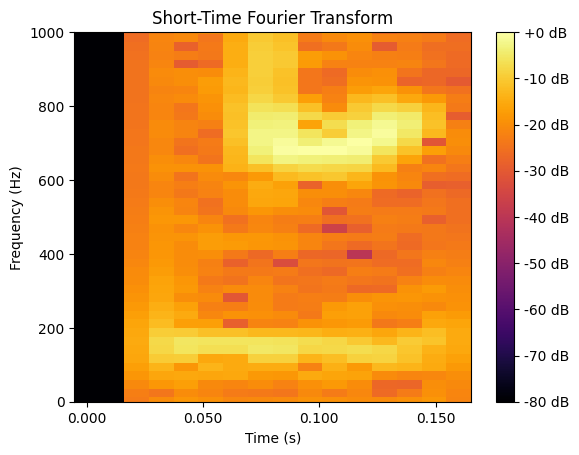 Short-Time Fourier Transform
1000
800
600
400
200
0
Frequency (Hz)
0.000
0.050
0.100
0.150
Time (s)
+0 dB
-10 dB
-20 dB
-30 dB
-40 dB
-50 dB
-60 dB
-70 dB
-80 dB